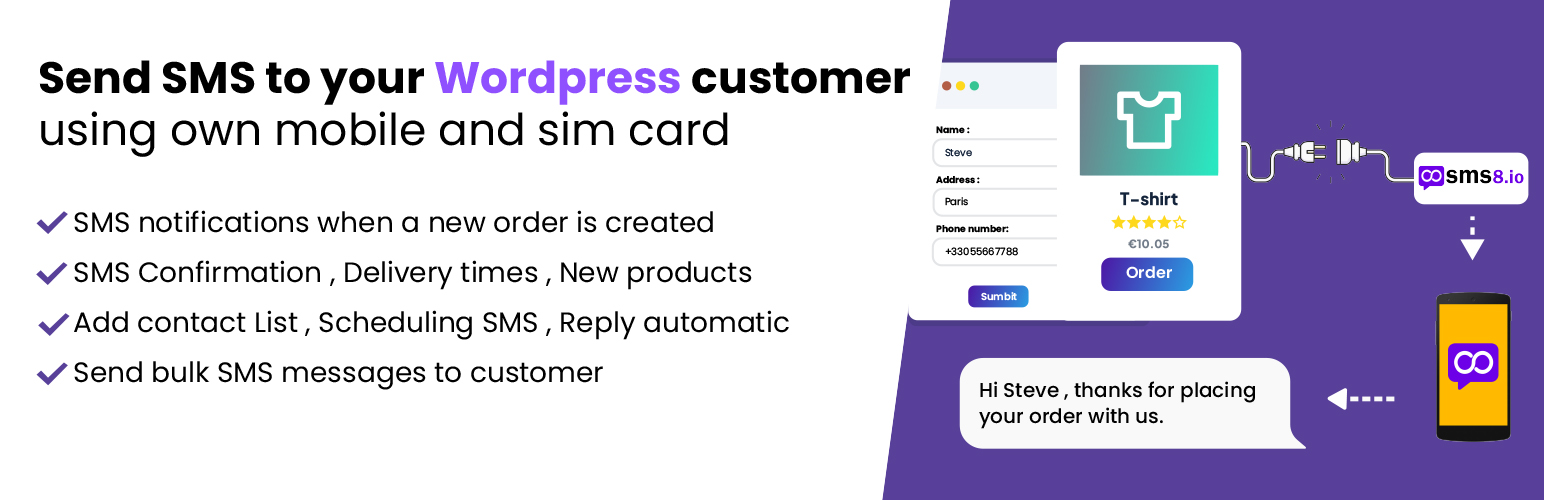 Send SMS to your Wordpress customer
using own mobile and sim card
SMS notifications when a new order is created
SMS Confirmation , Delivery times , New products
Add contact List , Scheduling SMS , Reply automatic
Send bulk SMS messages to customer
Name :
Steve
Address :
Paris
Phone number:
+33055667788
Sumbit
T-shirt
€10.05
Order
sms8.io
Hi Steve , thanks for placing
your order with us.